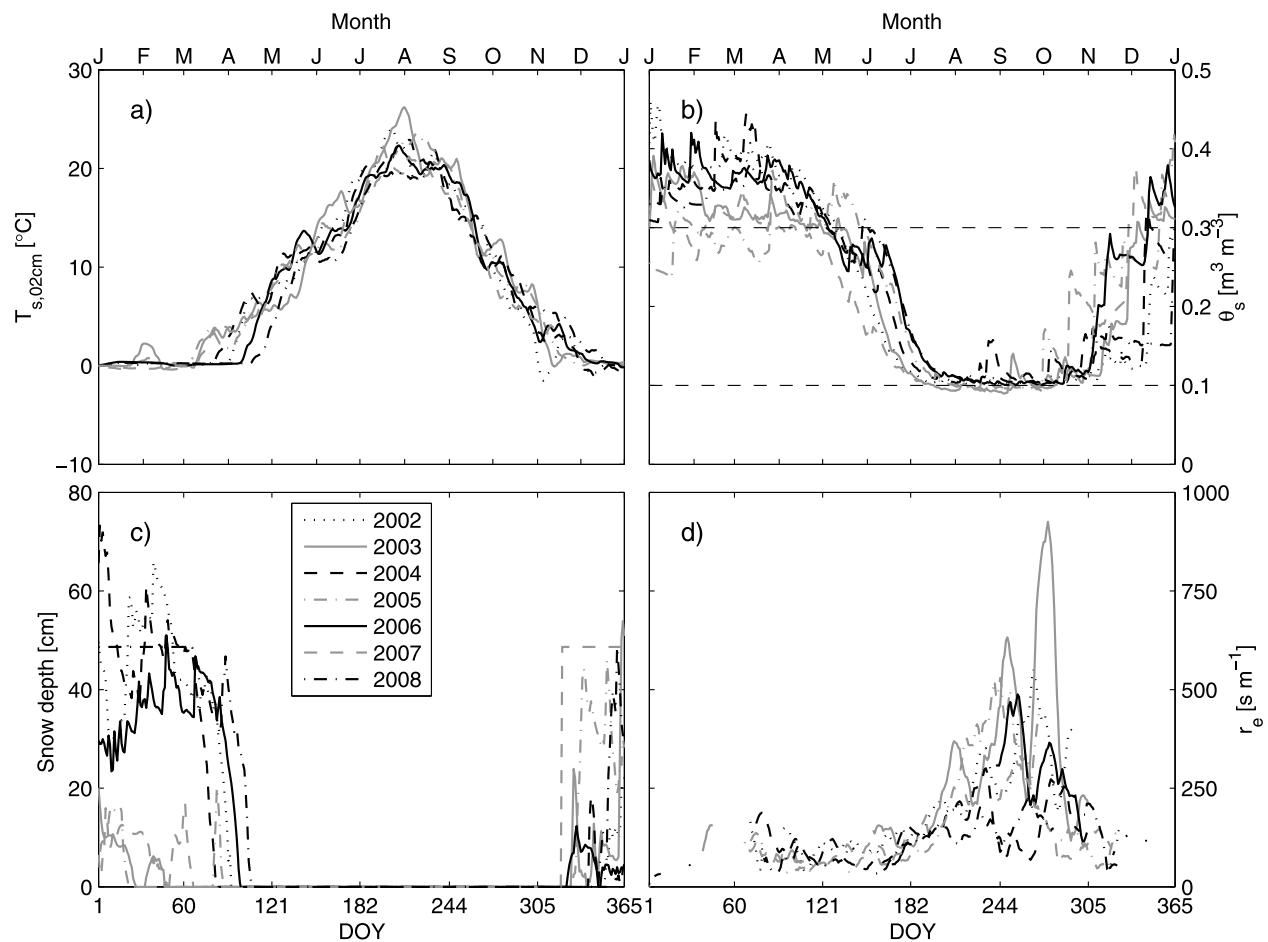 Month Month
J F M A M J J A S O N D J J F M A M J J A S O N D J
30 0.5
a) b)
20 0.4
T_s,02cm [°C] 10 0.3 θ_s [m³ m⁻³]
0.2
0 0.1
−10 0
80 1000
c) d)
2002
2003
60 2004 750
2005
2006
2007
2008
Snow depth [cm] 40 500 r_e [s m⁻¹]
20 250
0 0
1 60 121 182 244 305 365 1 60 121 182 244 305 365
DOY DOY